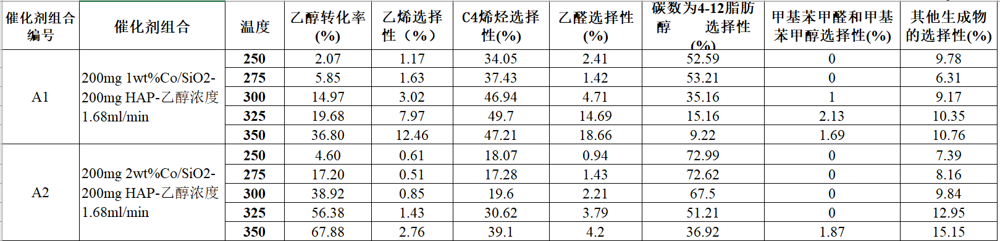 催化剂组合编号 催化剂组合 温度 乙醇转化率(%) 乙烯选择性（%） C4烯烃选择性(%) 乙醛选择性(%) 碳数为4-12脂肪醇 选择性(%) 甲基苯甲醛和甲基苯甲醇选择性(%) 其他生成物的选择性(%)
A1 200mg 1wt%Co/SiO2-200mg HAP-乙醇浓度1.68ml/min
250 2.07 1.17 34.05 2.41 52.59 0 9.78
275 5.85 1.63 37.43 1.42 53.21 0 6.31
300 14.97 3.02 46.94 4.71 35.16 1 9.17
325 19.68 7.97 49.7 14.69 15.16 2.13 10.35
350 36.80 12.46 47.21 18.66 9.22 1.69 10.76
A2 200mg 2wt%Co/SiO2-200mg HAP-乙醇浓度1.68ml/min
250 4.60 0.61 18.07 0.94 72.99 0 7.39
275 17.20 0.51 17.28 1.43 72.62 0 8.16
300 38.92 0.85 19.6 2.21 67.5 0 9.84
325 56.38 1.43 30.62 3.79 51.21 0 12.95
350 67.88 2.76 39.1 4.2 36.92 1.87 15.15